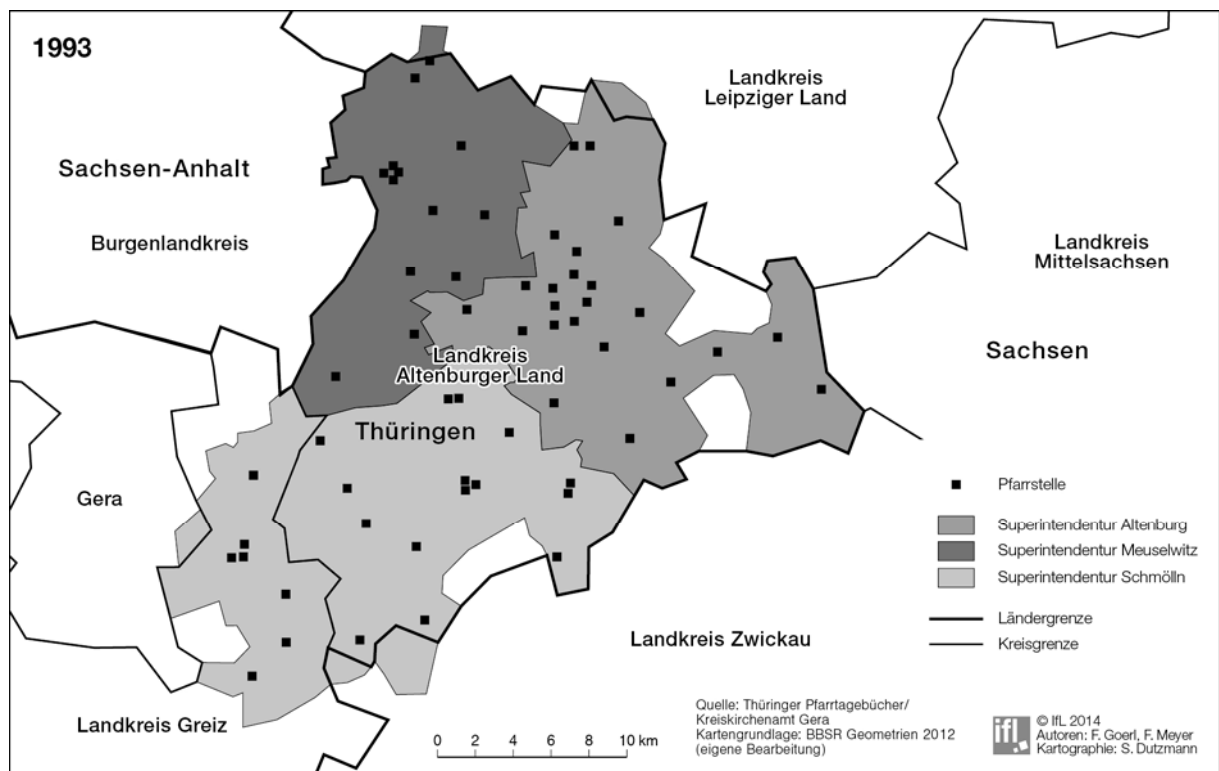 1993
Landkreis
Leipziger Land
Sachsen-Anhalt
Burgenlandkreis
Landkreis
Mittelsachsen
Sachsen
Landkreis
Altenburger Land
Thüringen
Gera
Pfarrstelle
Superintendentur Altenburg
Superintendentur Meuselwitz
Superintendentur Schmölln
Ländergrenze
Kreisgrenze
Landkreis Zwickau
Landkreis Greiz
0 2 4 6 8 10 km
Quelle: Thüringer Pfarrtagebücher/
Kreiskirchenamt Gera
Kartengrundlage: BBSR Geometrien 2012
(eigene Bearbeitung)
ifl
© IfL 2014
Autoren: F. Goerl, F. Meyer
Kartographie: S. Dutzmann